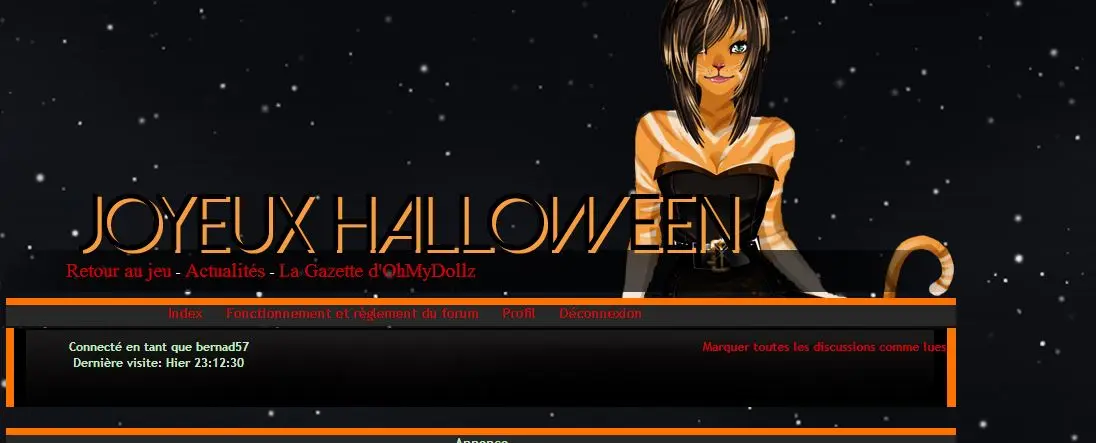 JOYEUX HALLOWEEN
Retour au jeu - Actualités - La Gazette d'OhMyDollz
Index Fonctionnement et règlement du forum Profil Déconnexion
Connecté en tant que bernad57 Marquer toutes les discussions comme lues
Dernière visite: Hier 23:12:30
Annonce